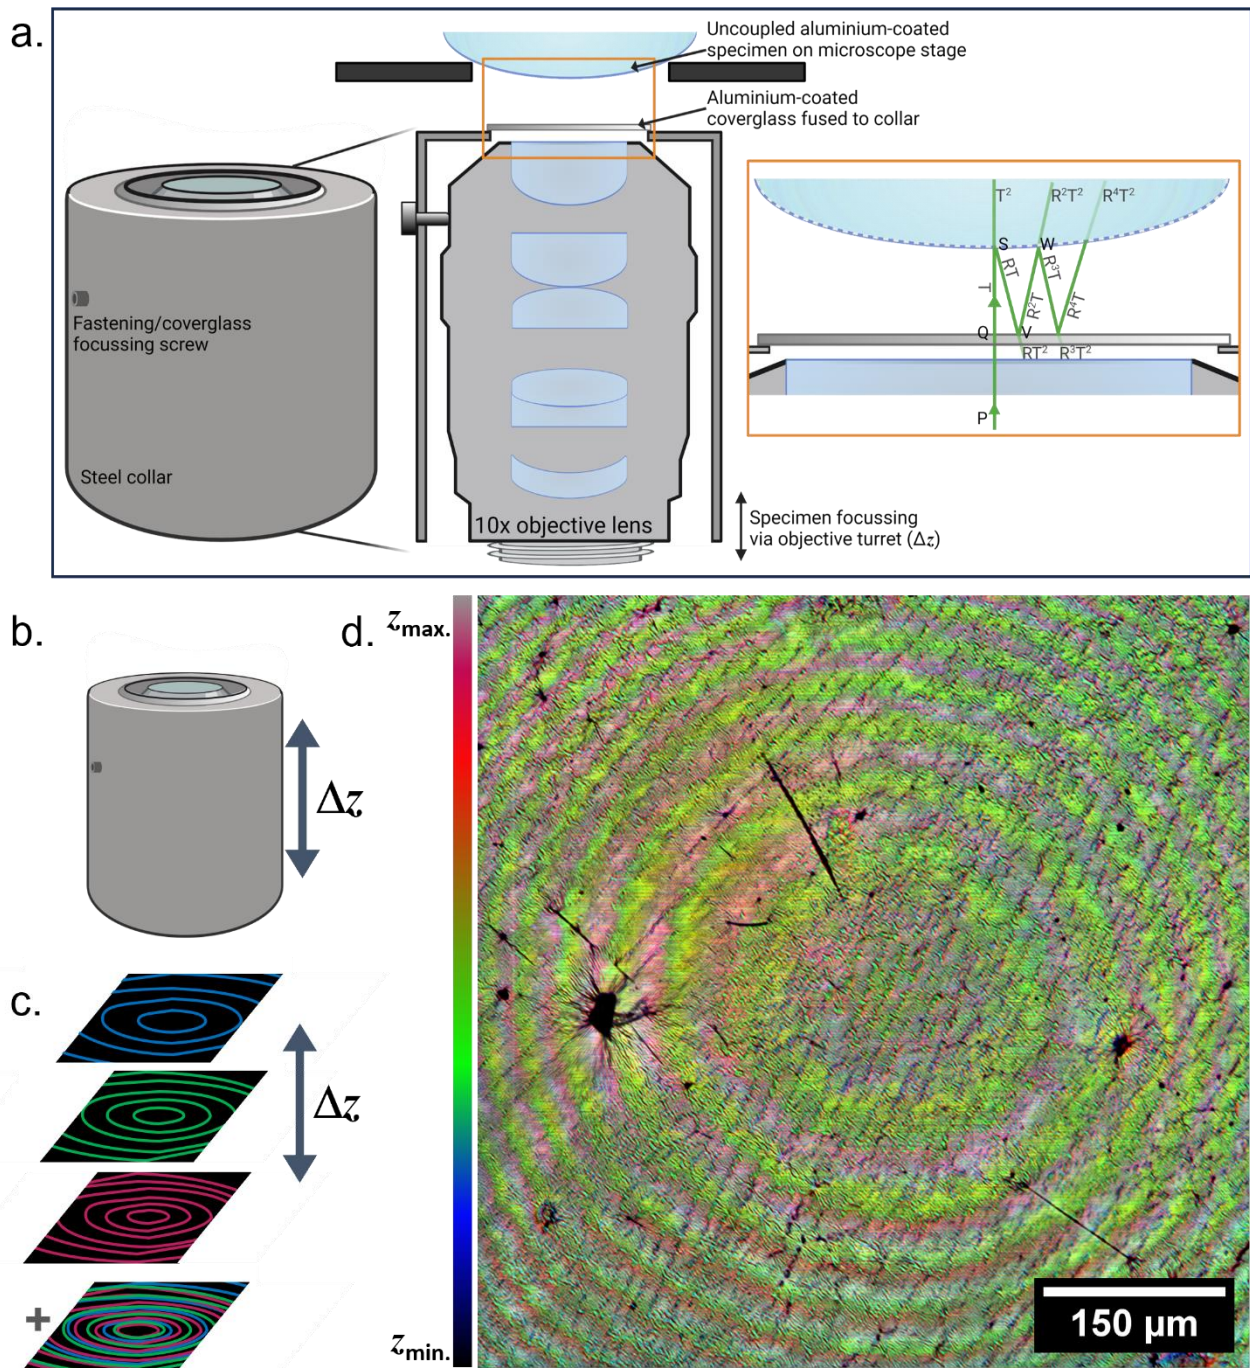 a.
Uncoupled aluminium-coated
specimen on microscope stage
Aluminium-coated
coverglass fused to collar
Fastening/coverglass
focussing screw
Steel collar
10x objective lens
Specimen focussing
via objective turret (Δz)
T²
R²T²
R⁴T²
S
W
RT
R³T
T
R²T
R⁴T
Q
V
RT²
R³T²
P
b.
Δz
c.
Δz
+
d.
zmax.
zmin.
150 µm